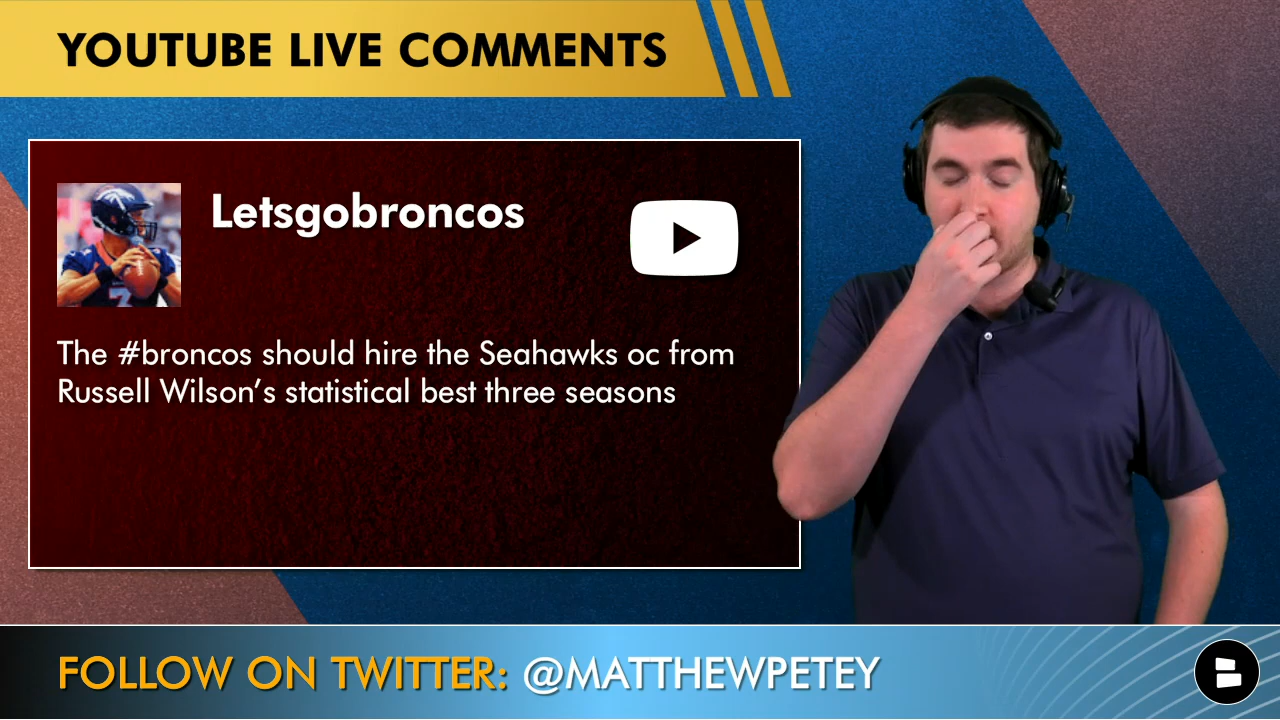 YOUTUBE LIVE COMMENTS
Letsgobroncos
The #broncos should hire the Seahawks oc from
Russell Wilson’s statistical best three seasons
FOLLOW ON TWITTER: @MATTHEWPETEY